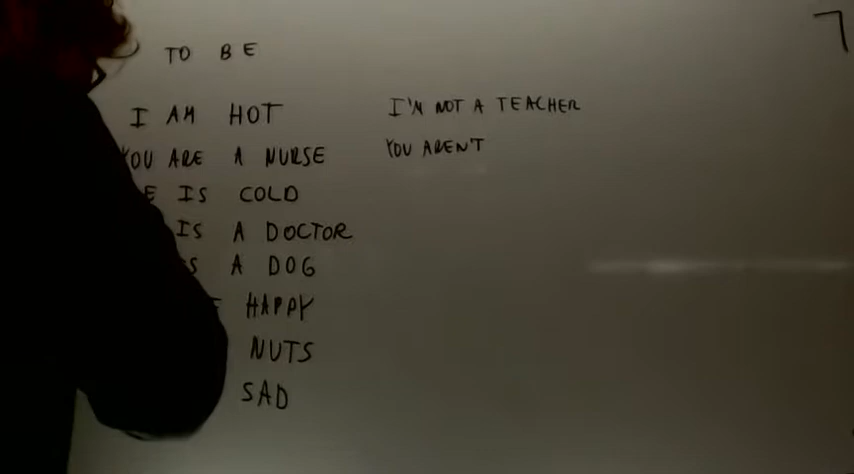 TO BE
I AM HOT
YOU ARE A NURSE
IS COLD
IS A DOCTOR
A DOG
HAPPY
NUTS
SAD
I'M NOT A TEACHER
YOU AREN'T